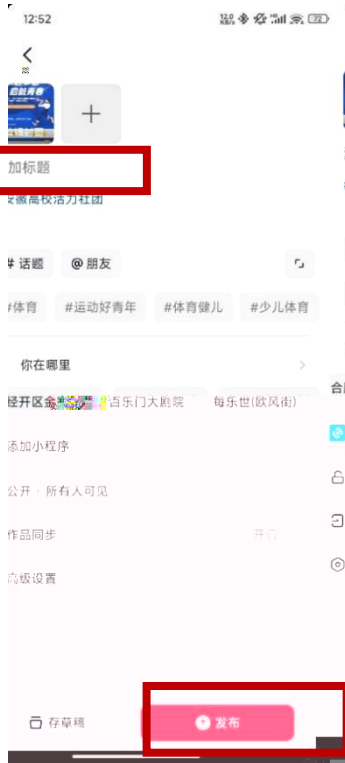 12:52
72
启航青春
加标题
安徽高校活力社团
# 话题 @ 朋友
#体育 #运动好青年 #体育健儿 #少儿体育
你在哪里
经开区金 百乐门大剧院 每乐世(欧风街)
添加小程序
公开 · 所有人可见
作品同步
高级设置
存草稿 发布